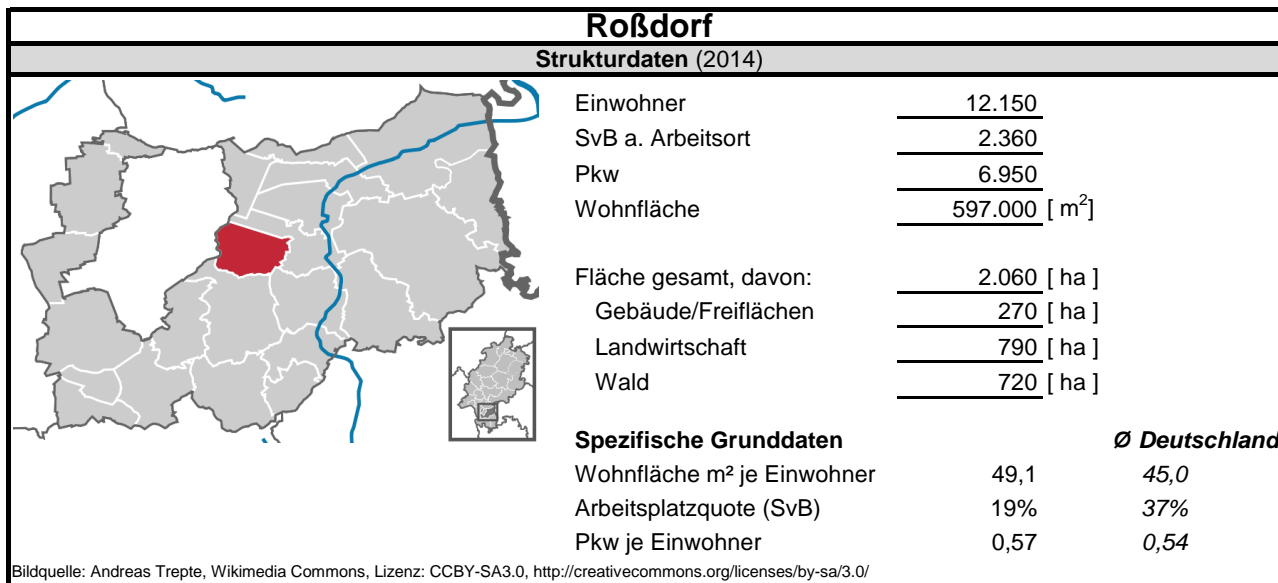 Roßdorf
Strukturdaten (2014)
Einwohner 12.150
SvB a. Arbeitsort 2.360
Pkw 6.950
Wohnfläche 597.000 [ m²]
Fläche gesamt, davon: 2.060 [ ha ]
Gebäude/Freiflächen 270 [ ha ]
Landwirtschaft 790 [ ha ]
Wald 720 [ ha ]
Spezifische Grunddaten Ø Deutschland
Wohnfläche m² je Einwohner 49,1 45,0
Arbeitsplatzquote (SvB) 19% 37%
Pkw je Einwohner 0,57 0,54
Bildquelle: Andreas Trepte, Wikimedia Commons, Lizenz: CCBY-SA3.0, http://creativecommons.org/licenses/by-sa/3.0/